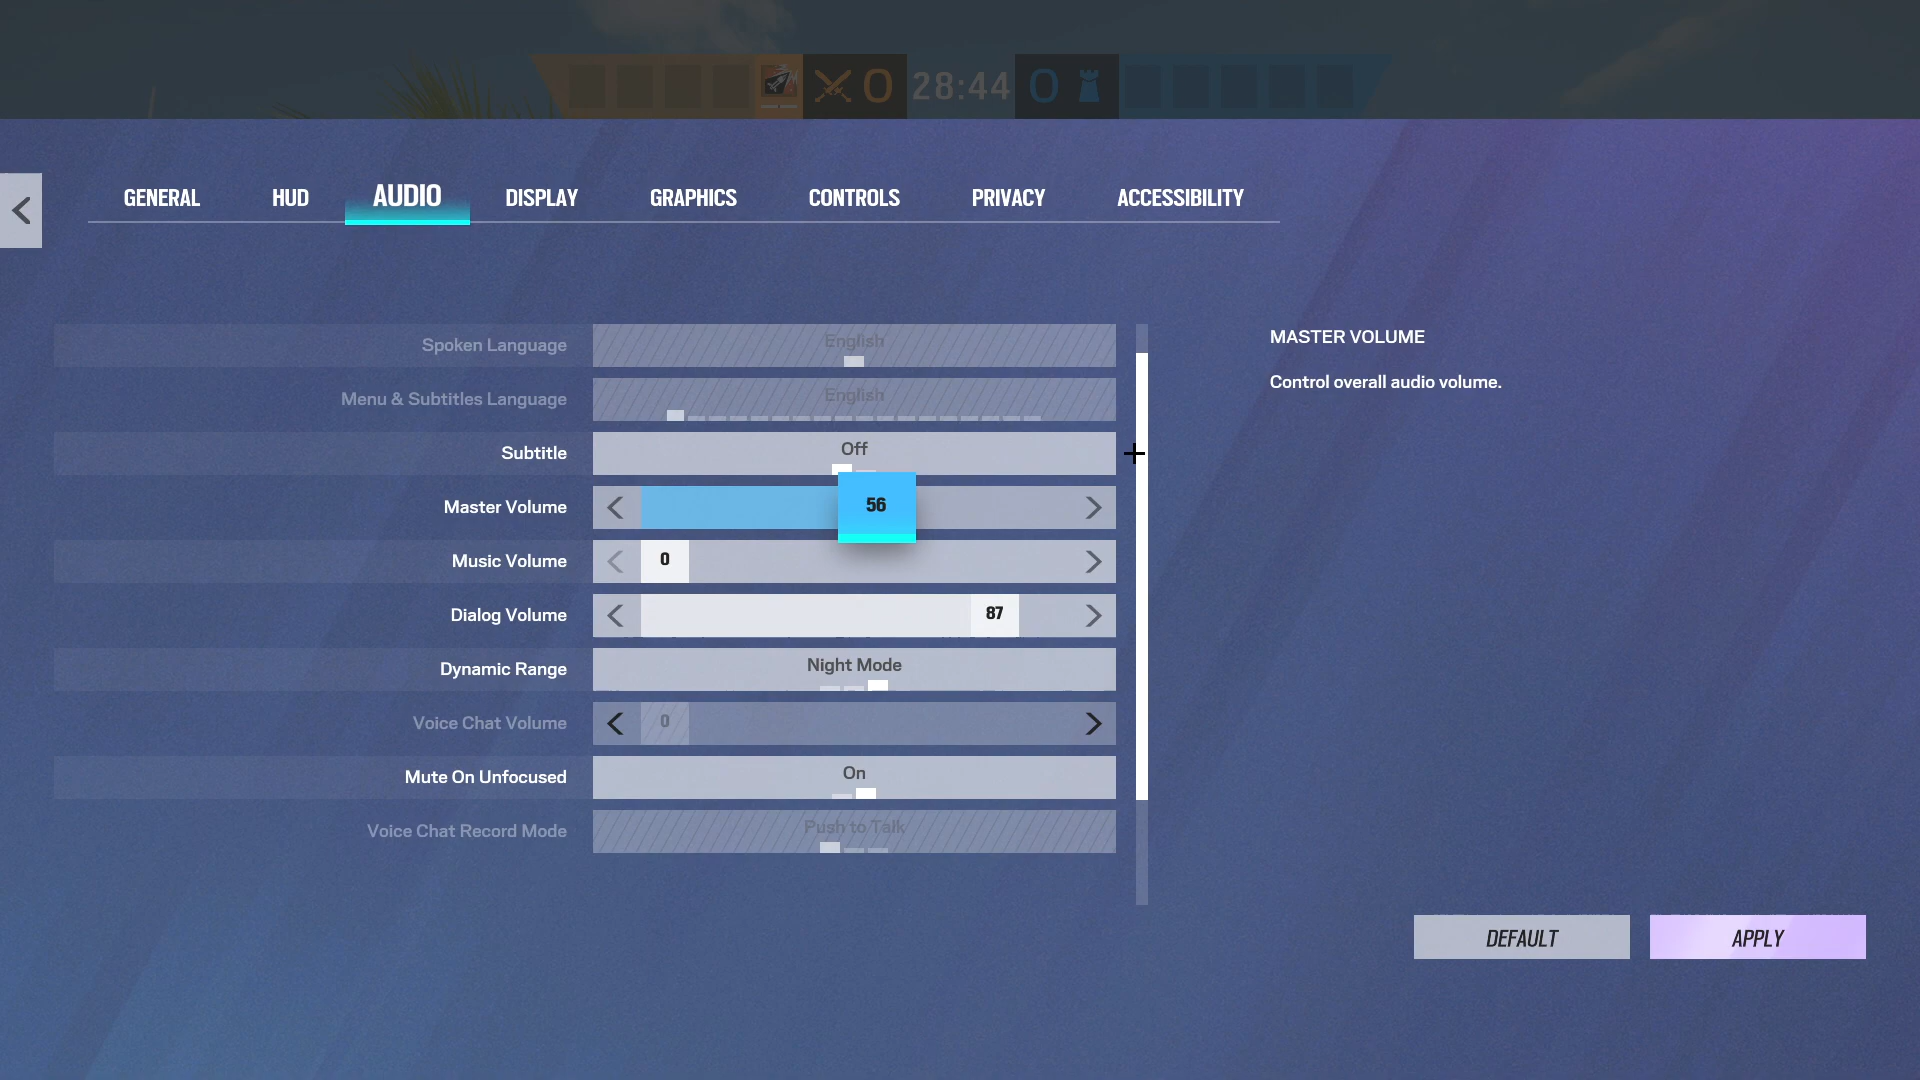 0 28:44 0
GENERAL HUD AUDIO DISPLAY GRAPHICS CONTROLS PRIVACY ACCESSIBILITY
Spoken Language English
Menu & Subtitles Language English
Subtitle Off
Master Volume 56
Music Volume 0
Dialog Volume 87
Dynamic Range Night Mode
Voice Chat Volume 0
Mute On Unfocused On
Voice Chat Record Mode Push to Talk
MASTER VOLUME
Control overall audio volume.
DEFAULT APPLY